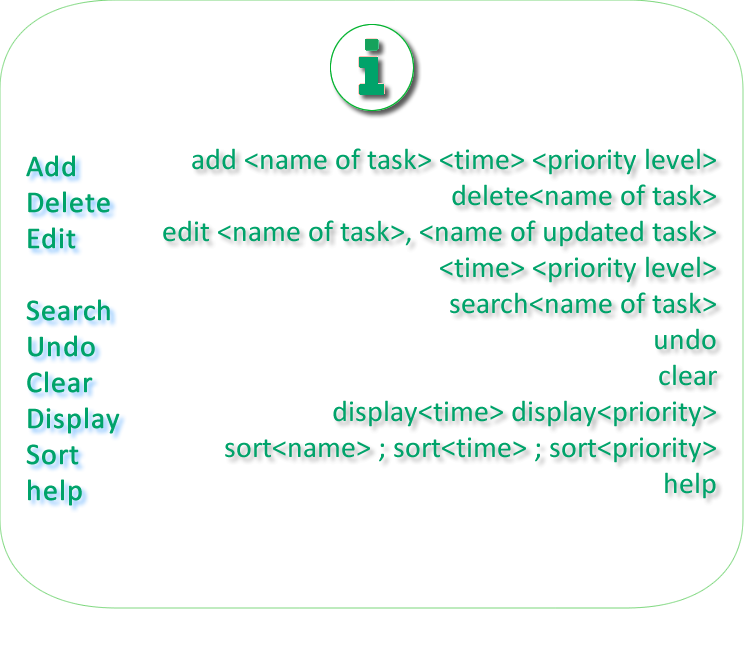 i
Add add <name of task> <time> <priority level>
Delete delete<name of task>
Edit edit <name of task>, <name of updated task>
<time> <priority level>
Search search<name of task>
Undo undo
Clear clear
Display display<time> display<priority>
Sort sort<name> ; sort<time> ; sort<priority>
help help